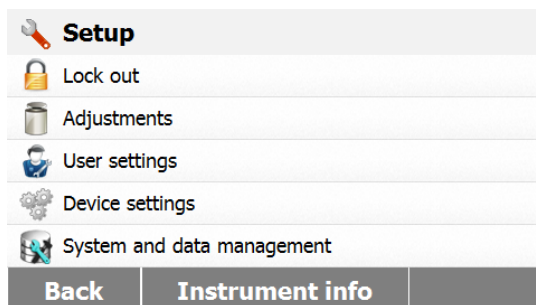 Setup
Lock out
Adjustments
User settings
Device settings
System and data management
Back Instrument info